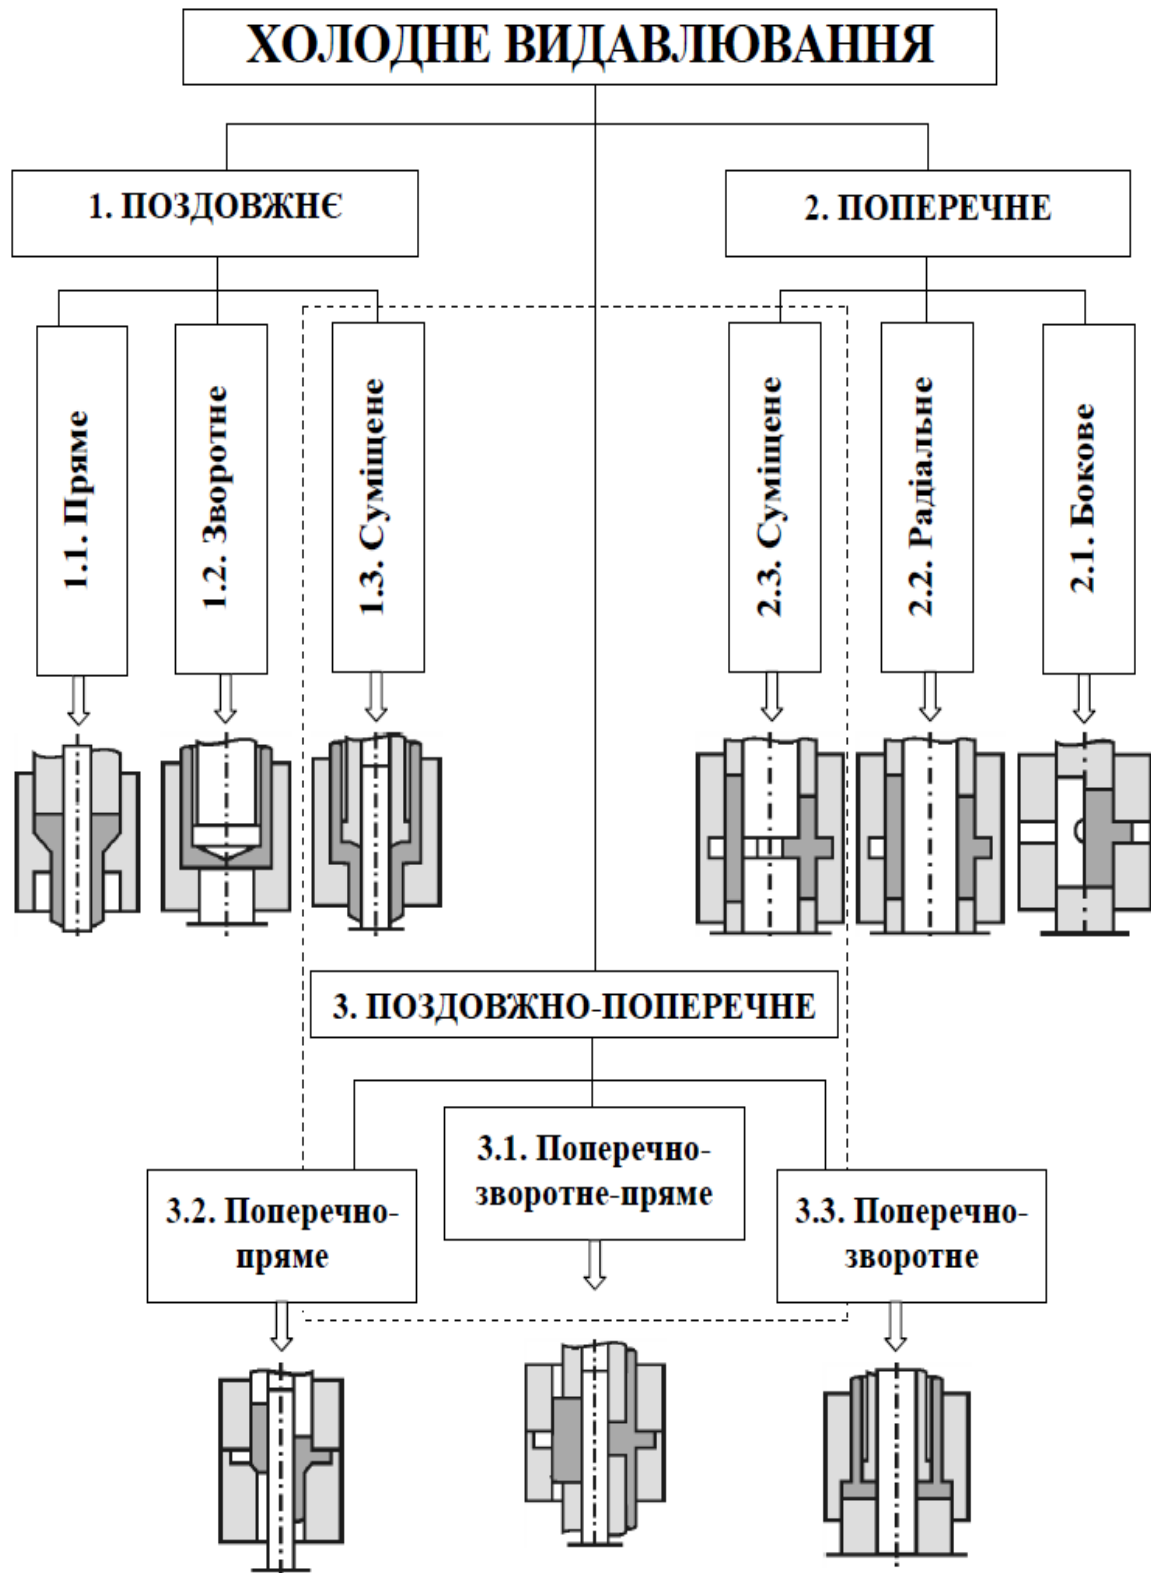 ХОЛОДНЕ ВИДАВЛЮВАННЯ
1. ПОЗДОВЖНЄ
2. ПОПЕРЕЧНЕ
1.1. Пряме
1.2. Зворотне
1.3. Суміщене
2.3. Суміщене
2.2. Радіальне
2.1. Бокове
3. ПОЗДОВЖНО-ПОПЕРЕЧНЕ
3.1. Поперечно-
зворотне-пряме
3.2. Поперечно-
пряме
3.3. Поперечно-
зворотне